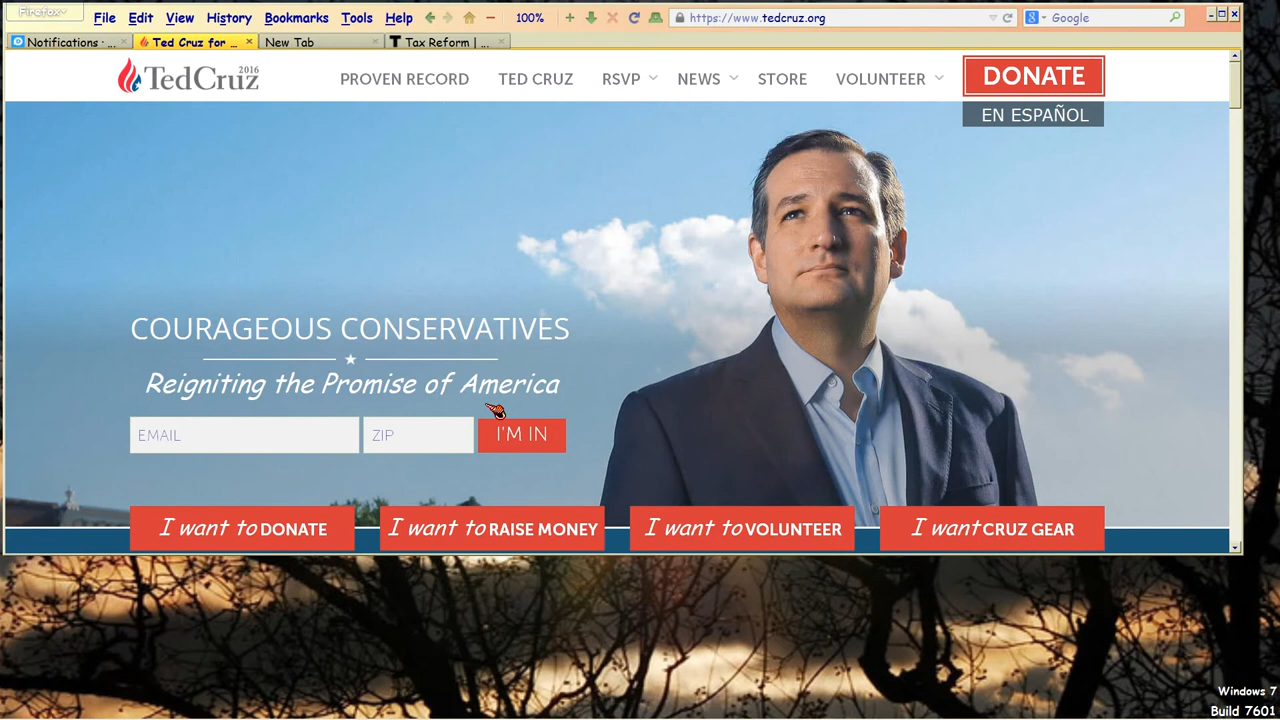 Firefox
File Edit View History Bookmarks Tools Help 100% https://www.tedcruz.org Google
Notifications · ... Ted Cruz for ... New Tab Tax Reform | ...
TedCruz 2016
PROVEN RECORD TED CRUZ RSVP NEWS STORE VOLUNTEER DONATE
EN ESPAÑOL
COURAGEOUS CONSERVATIVES
Reigniting the Promise of America
EMAIL ZIP I'M IN
I want to DONATE I want to RAISE MONEY I want to VOLUNTEER I want CRUZ GEAR
Windows 7
Build 7601